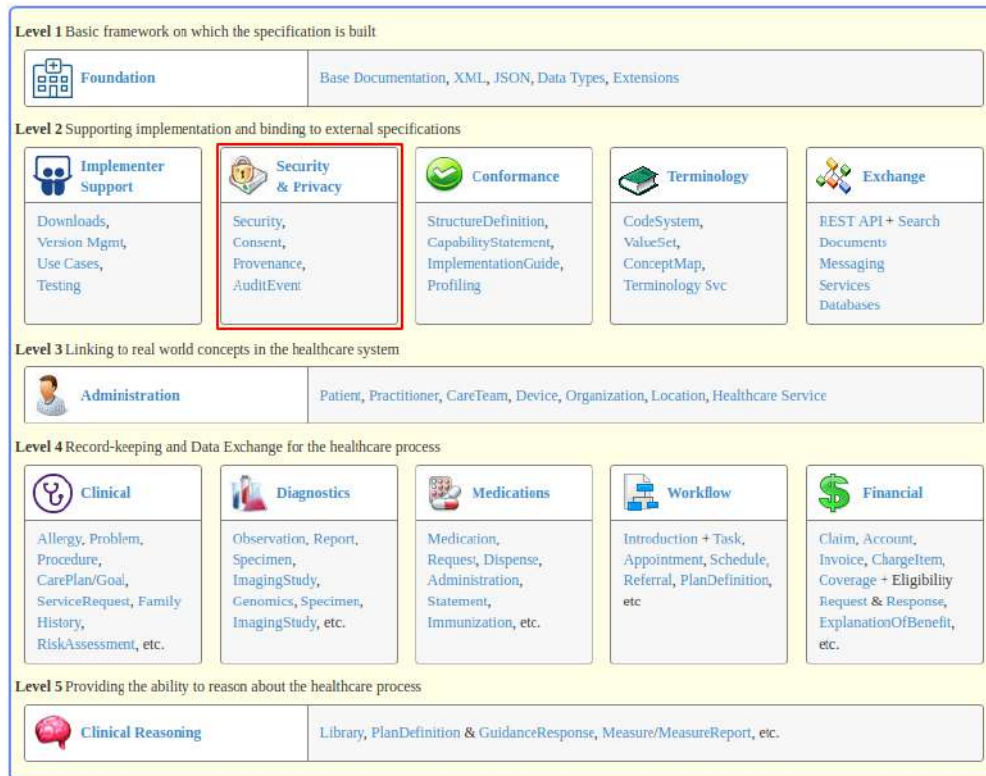 Level 1 Basic framework on which the specification is built
Foundation
Base Documentation, XML, JSON, Data Types, Extensions
Level 2 Supporting implementation and binding to external specifications
Implementer
Support
Downloads,
Version Mgmt,
Use Cases,
Testing
Security
& Privacy
Security,
Consent,
Provenance,
AuditEvent
Conformance
StructureDefinition,
CapabilityStatement,
ImplementationGuide,
Profiling
Terminology
CodeSystem,
ValueSet,
ConceptMap,
Terminology Svc
Exchange
REST API + Search
Documents
Messaging
Services
Databases
Level 3 Linking to real world concepts in the healthcare system
Administration
Patient, Practitioner, CareTeam, Device, Organization, Location, Healthcare Service
Level 4 Record-keeping and Data Exchange for the healthcare process
Clinical
Allergy, Problem,
Procedure,
CarePlan/Goal,
ServiceRequest, Family
History,
RiskAssessment, etc.
Diagnostics
Observation, Report,
Specimen,
ImagingStudy,
Genomics, Specimen,
ImagingStudy, etc.
Medications
Medication,
Request, Dispense,
Administration,
Statement,
Immunization, etc.
Workflow
Introduction + Task,
Appointment, Schedule,
Referral, PlanDefinition,
etc
Financial
Claim, Account,
Invoice, ChargeItem,
Coverage + Eligibility
Request & Response,
ExplanationOfBenefit,
etc.
Level 5 Providing the ability to reason about the healthcare process
Clinical Reasoning
Library, PlanDefinition & GuidanceResponse, Measure/MeasureReport, etc.